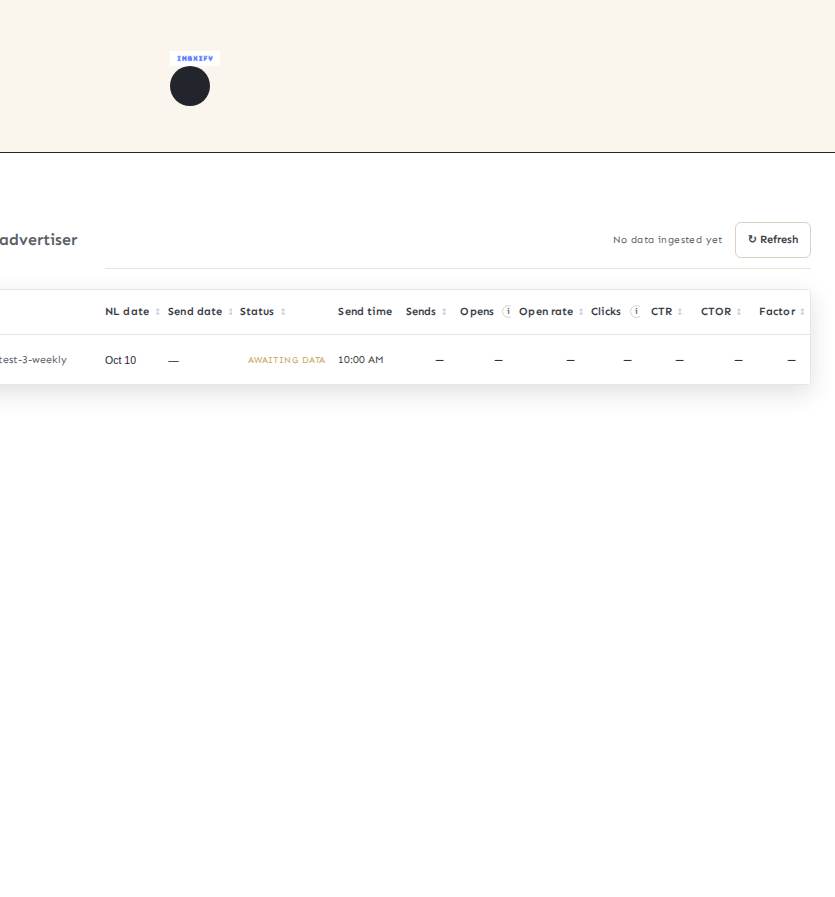 INBXIFY
advertiser
No data ingested yet
↻ Refresh
NL date ↕ Send date ↕ Status ↕ Send time Sends ↕ Opens i Open rate ↕ Clicks i CTR ↕ CTOR ↕ Factor ↕
test-3-weekly Oct 10 — AWAITING DATA 10:00 AM — — — — — — —